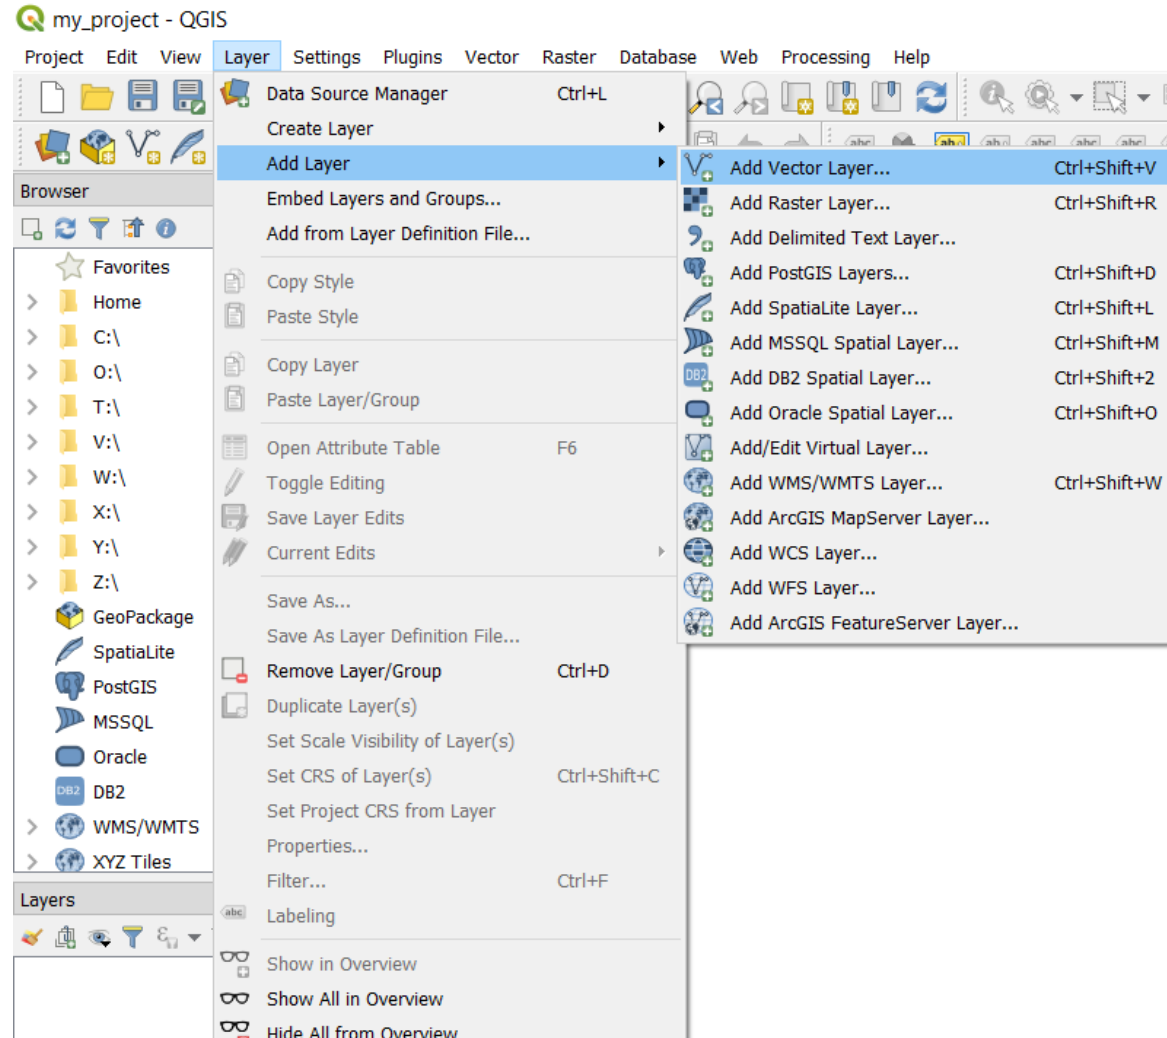 my_project - QGIS
Project Edit View Layer Settings Plugins Vector Raster Database Web Processing Help
Data Source Manager Ctrl+L
Create Layer
Add Layer
Embed Layers and Groups...
Add from Layer Definition File...
Copy Style
Paste Style
Copy Layer
Paste Layer/Group
Open Attribute Table F6
Toggle Editing
Save Layer Edits
Current Edits
Save As...
Save As Layer Definition File...
Remove Layer/Group Ctrl+D
Duplicate Layer(s)
Set Scale Visibility of Layer(s)
Set CRS of Layer(s) Ctrl+Shift+C
Set Project CRS from Layer
Properties...
Filter... Ctrl+F
abc Labeling
Show in Overview
Show All in Overview
Hide All from Overview
abc ab abc abc abc abc
Add Vector Layer... Ctrl+Shift+V
Add Raster Layer... Ctrl+Shift+R
Add Delimited Text Layer...
Add PostGIS Layers... Ctrl+Shift+D
Add SpatiaLite Layer... Ctrl+Shift+L
Add MSSQL Spatial Layer... Ctrl+Shift+M
DB2 Add DB2 Spatial Layer... Ctrl+Shift+2
Add Oracle Spatial Layer... Ctrl+Shift+O
Add/Edit Virtual Layer...
Add WMS/WMTS Layer... Ctrl+Shift+W
Add ArcGIS MapServer Layer...
Add WCS Layer...
Add WFS Layer...
Add ArcGIS FeatureServer Layer...
Browser
Favorites
Home
C:\
O:\
T:\
V:\
W:\
X:\
Y:\
Z:\
GeoPackage
SpatiaLite
PostGIS
MSSQL
Oracle
DB2 DB2
WMS/WMTS
XYZ Tiles
Layers